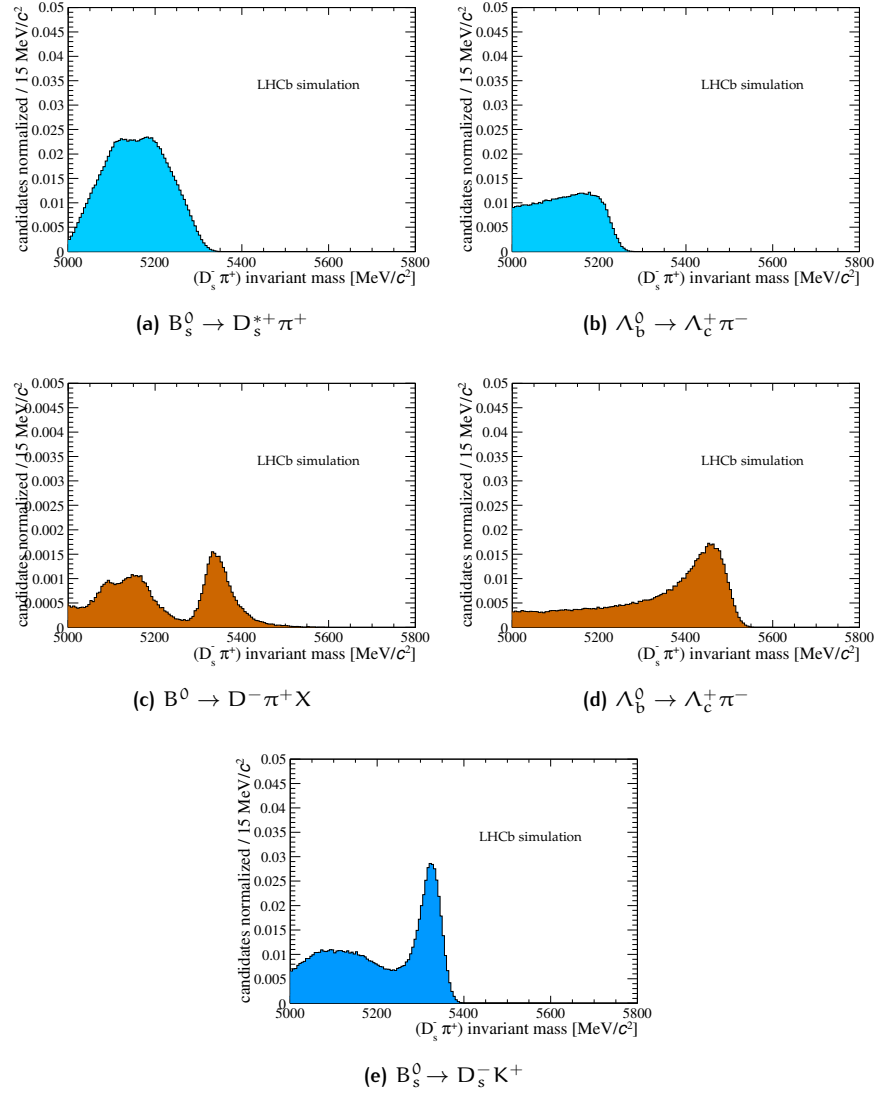 candidates normalized / 15 MeV/c²
0.05
0.045
0.04
0.035
0.03
0.025
0.02
0.015
0.01
0.005
0
LHCb simulation
5000 5200 5400 5600 5800
(D⁻ₛ π⁺) invariant mass [MeV/c²]
(a) B⁰ₛ → D*⁺ₛ π⁺
candidates normalized / 15 MeV/c²
0.05
0.045
0.04
0.035
0.03
0.025
0.02
0.015
0.01
0.005
0
LHCb simulation
5000 5200 5400 5600 5800
(D⁻ₛ π⁺) invariant mass [MeV/c²]
(b) Λ⁰_b → Λ⁺_c π⁻
candidates normalized / 15 MeV/c²
0.005
0.0045
0.004
0.0035
0.003
0.0025
0.002
0.0015
0.001
0.0005
0
LHCb simulation
5000 5200 5400 5600 5800
(D⁻ₛ π⁺) invariant mass [MeV/c²]
(c) B⁰ → D⁻π⁺X
candidates normalized / 15 MeV/c²
0.05
0.045
0.04
0.035
0.03
0.025
0.02
0.015
0.01
0.005
0
LHCb simulation
5000 5200 5400 5600 5800
(D⁻ₛ π⁺) invariant mass [MeV/c²]
(d) Λ⁰_b → Λ⁺_c π⁻
candidates normalized / 15 MeV/c²
0.05
0.045
0.04
0.035
0.03
0.025
0.02
0.015
0.01
0.005
0
LHCb simulation
5000 5200 5400 5600 5800
(D⁻ₛ π⁺) invariant mass [MeV/c²]
(e) B⁰ₛ → D⁻ₛ K⁺